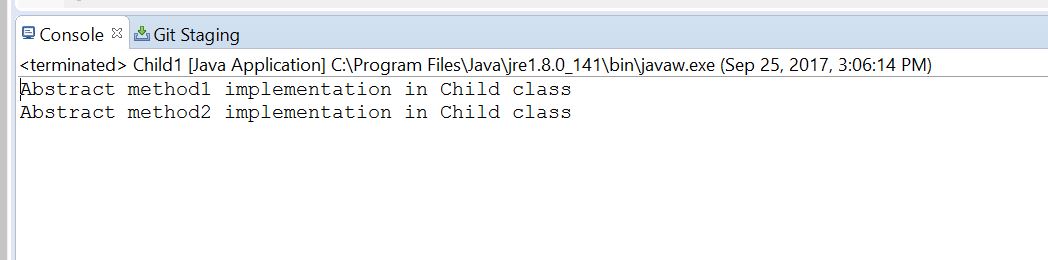 Console Git Staging
<terminated> Child1 [Java Application] C:\Program Files\Java\jre1.8.0_141\bin\javaw.exe (Sep 25, 2017, 3:06:14 PM)
Abstract method1 implementation in Child class
Abstract method2 implementation in Child class